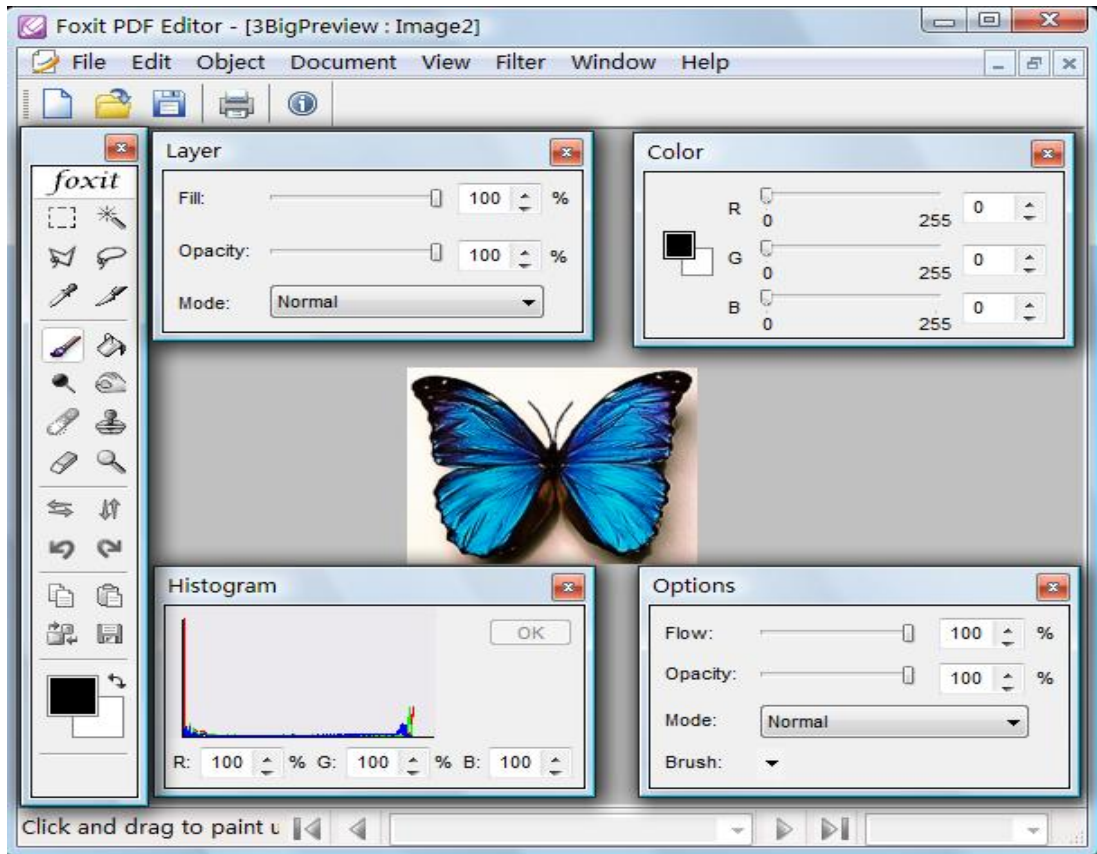 Foxit PDF Editor - [3BigPreview : Image2]
File Edit Object Document View Filter Window Help
foxit
Layer
Fill: 100 %
Opacity: 100 %
Mode: Normal
Color
R 0 255 0
G 0 255 0
B 0 255 0
Histogram
OK
R: 100 % G: 100 % B: 100
Options
Flow: 100 %
Opacity: 100 %
Mode: Normal
Brush:
Click and drag to paint u